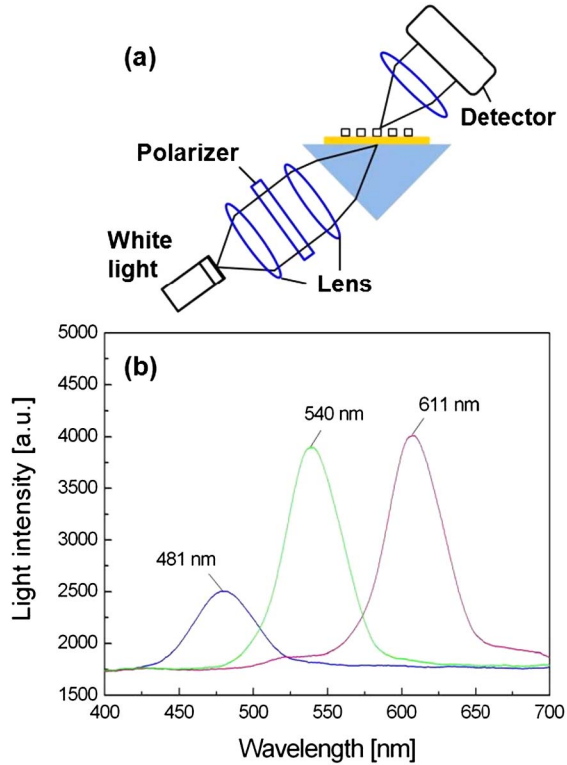 (a)
Detector
Polarizer
White
light
Lens
(b)
5000
4500
4000
3500
3000
2500
2000
1500
Light intensity [a.u.]
481 nm
540 nm
611 nm
400
450
500
550
600
650
700
Wavelength [nm]